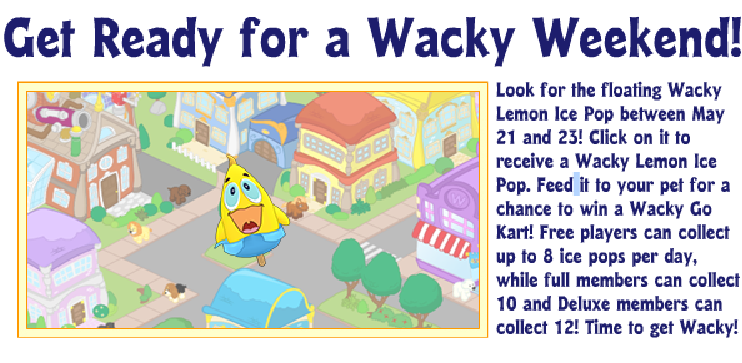 Get Ready for a Wacky Weekend!
Look for the floating Wacky
Lemon Ice Pop between May
21 and 23! Click on it to
receive a Wacky Lemon Ice
Pop. Feed it to your pet for a
chance to win a Wacky Go
Kart! Free players can collect
up to 8 ice pops per day,
while full members can collect
10 and Deluxe members can
collect 12! Time to get Wacky!